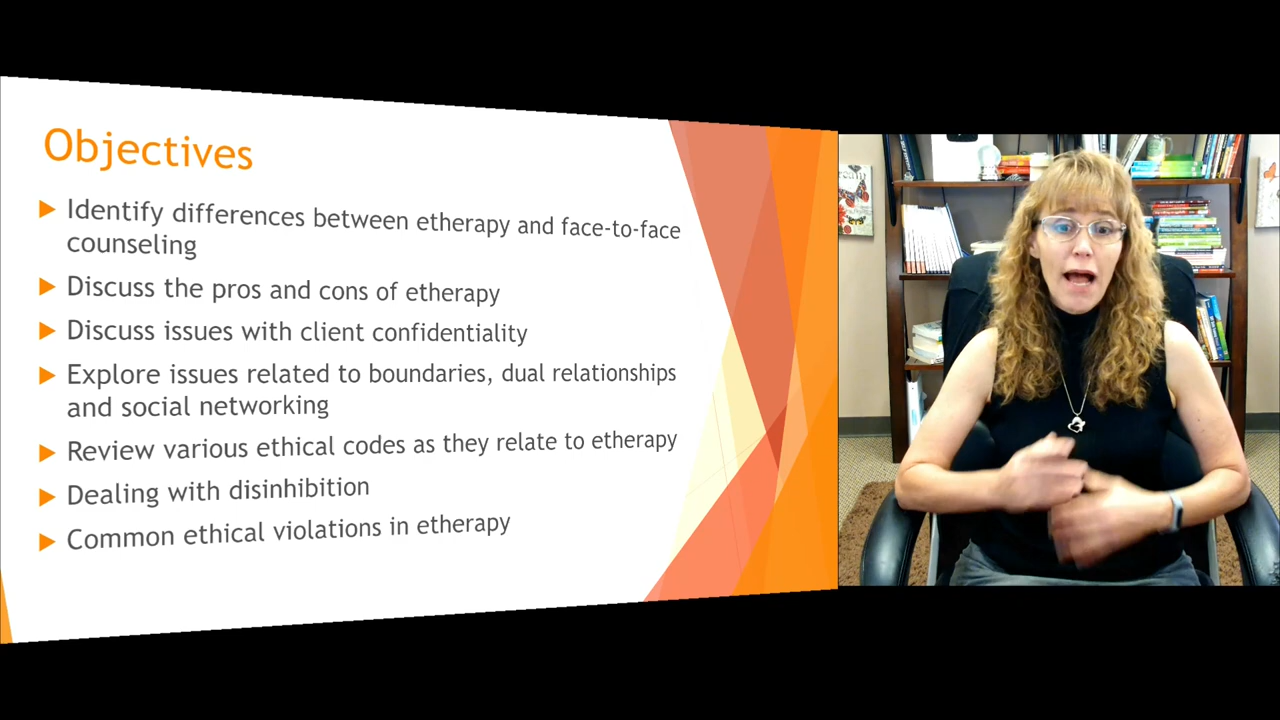 Objectives
Identify differences between etherapy and face-to-face
counseling
Discuss the pros and cons of etherapy
Discuss issues with client confidentiality
Explore issues related to boundaries, dual relationships
and social networking
Review various ethical codes as they relate to etherapy
Dealing with disinhibition
Common ethical violations in etherapy